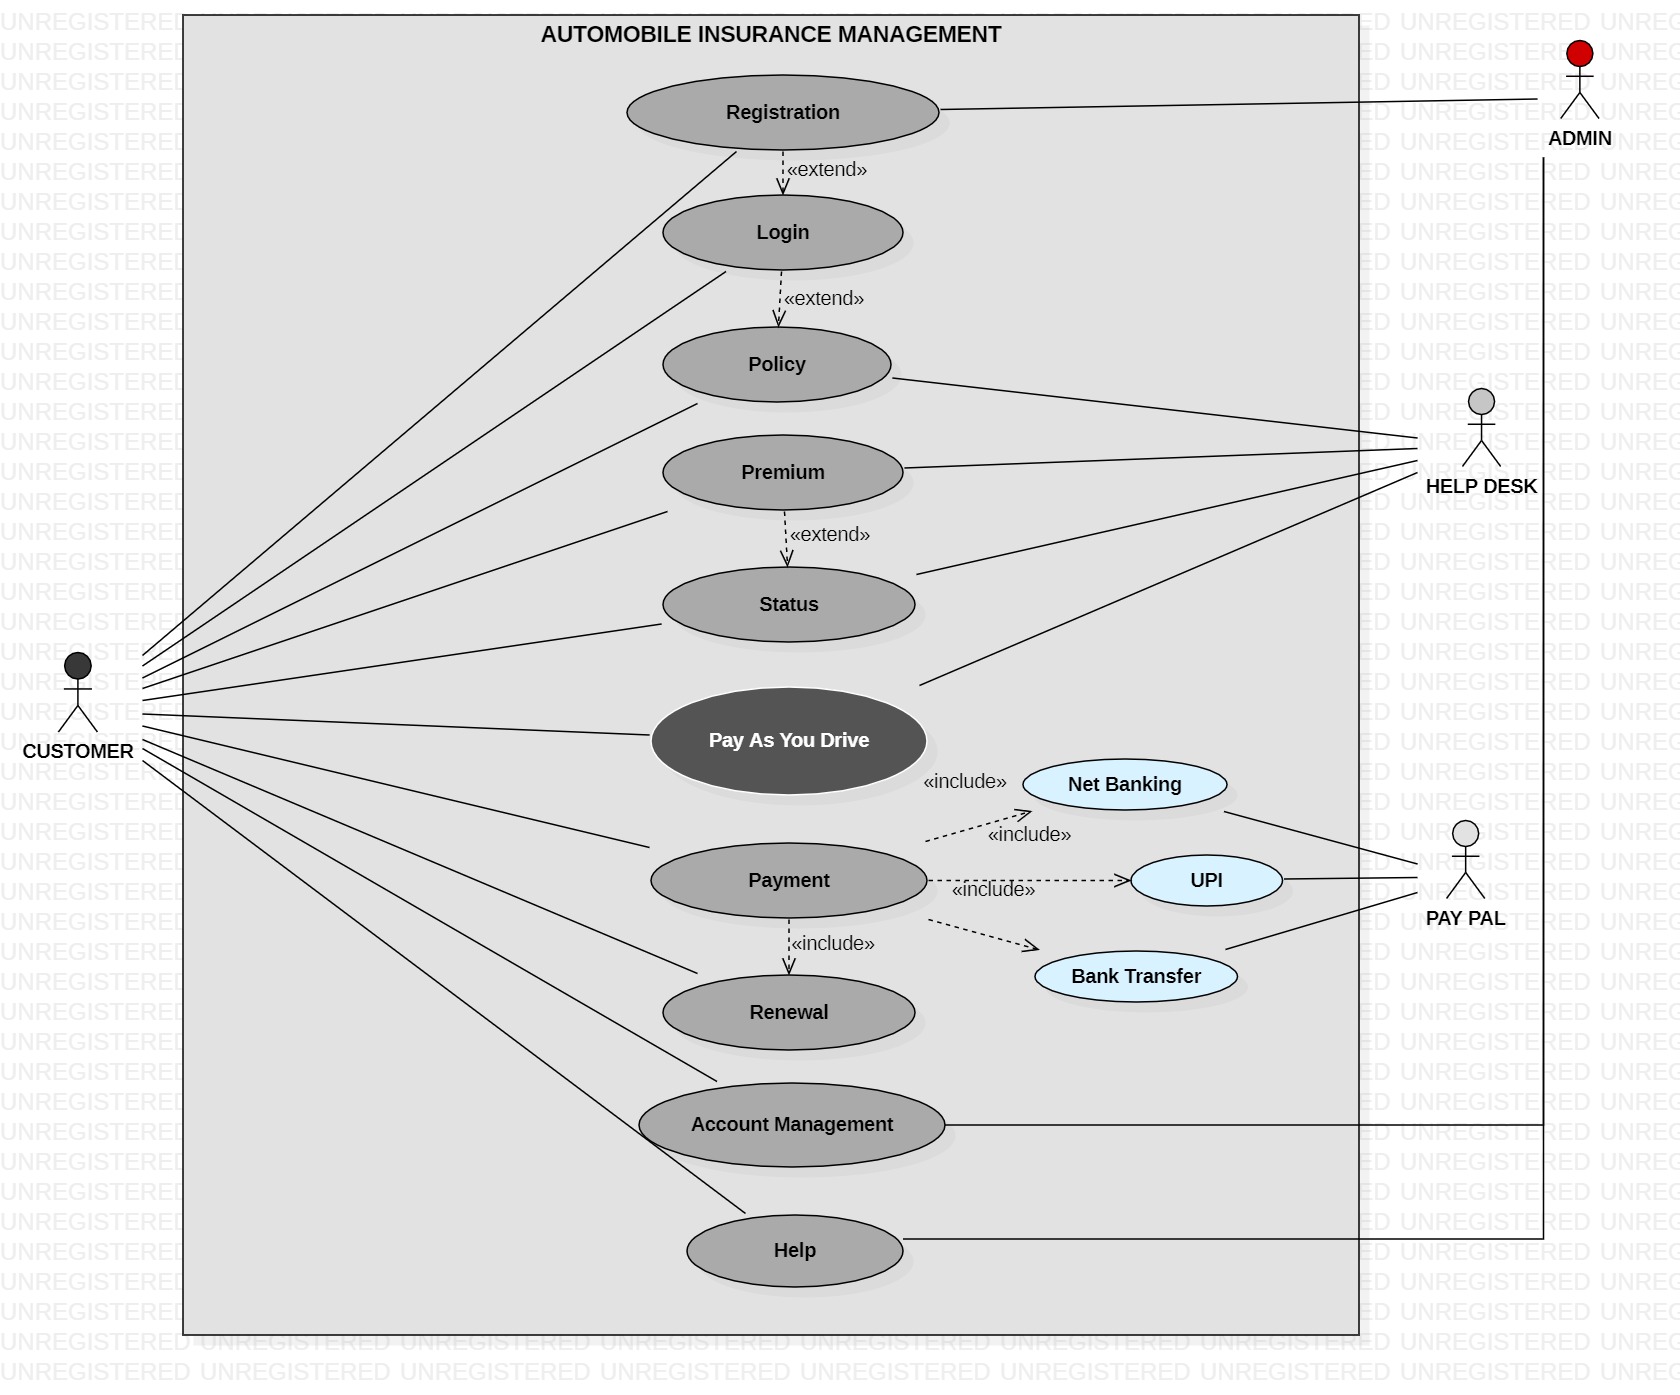 AUTOMOBILE INSURANCE MANAGEMENT
Registration
ADMIN
«extend»
Login
«extend»
Policy
Premium
HELP DESK
«extend»
Status
CUSTOMER
Pay As You Drive
«include»
Net Banking
«include»
Payment
«include»
UPI
PAY PAL
«include»
Bank Transfer
Renewal
Account Management
Help
UNREGISTERED UNREGISTERED UNREGISTERED UNREGISTERED UNREGISTERED UNREGISTERED UNREGISTERED UNREGISTERED